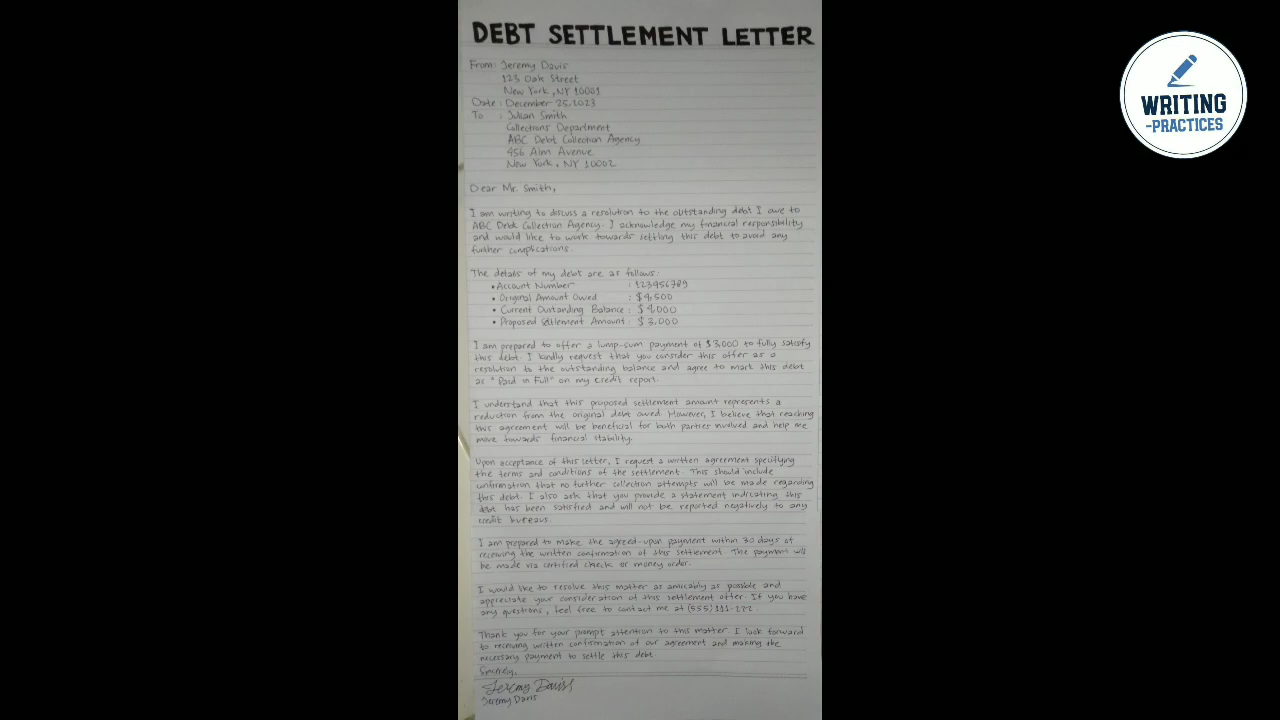 DEBT SETTLEMENT LETTER
From: Jeremy Davis
123 Oak Street
New York, NY 10001
Date: December 25.2023
To : Julian Smith
Collections Department
ABC Debt Collection Agency
456 Alm Avenue
New York, NY 10002
Dear Mr. Smith,
I am writing to discuss a resolution to the outstanding debt I owe to
ABC Debt Collection Agency. I acknowledge my financial responsibility
and would like to work towards settling this debt to avoid any
further complications.
The details of my debt are as follows:
• Account Number : 123456789
• Original Amount Owed : $4,500
• Current Oustanding Balance : $4,000
• Proposed Settlement Amount : $3.000
I am prepared to offer a lump-sum payment of $3.000 to fully satisfy
this debt. I kindly request that you consider this offer as a
resolution to the outstanding balance and agree to mark this debt
as "Paid in Full" on my credit report.
I understand that this proposed settlement amount represents a
reduction from the original debt owed. However, I believe that reaching
this agreement will be beneficial for both parties involved and help me
move towards financial stability.
Upon acceptance of this setter, I request a written agreement specifying
the terms and conditions of the settlement. This should include
confirmation that no further collection attempts will be made regarding
this debt. I also ask that you provide a statement indicating this
debt has been satisfied and will not be reported negatively to any
credit bureaus.
I am prepared to make the agreed-upon payment within 30 days of
receiving the written confirmation of this settlement. The payment will
be made via certified check or money order.
I would like to resolve this matter as amicably as possible and
appreciate your consideration of this settlement offer. If you have
any questions, feel free to contact me at (555) 111-222.
Thank you for your prompt attention to this matter. I look forward
to receiving written confirmation of our agreement and making the
necessary payment to settle this debt.
Jeremy Davis
Jeremy Davis
WRITING
-PRACTICES